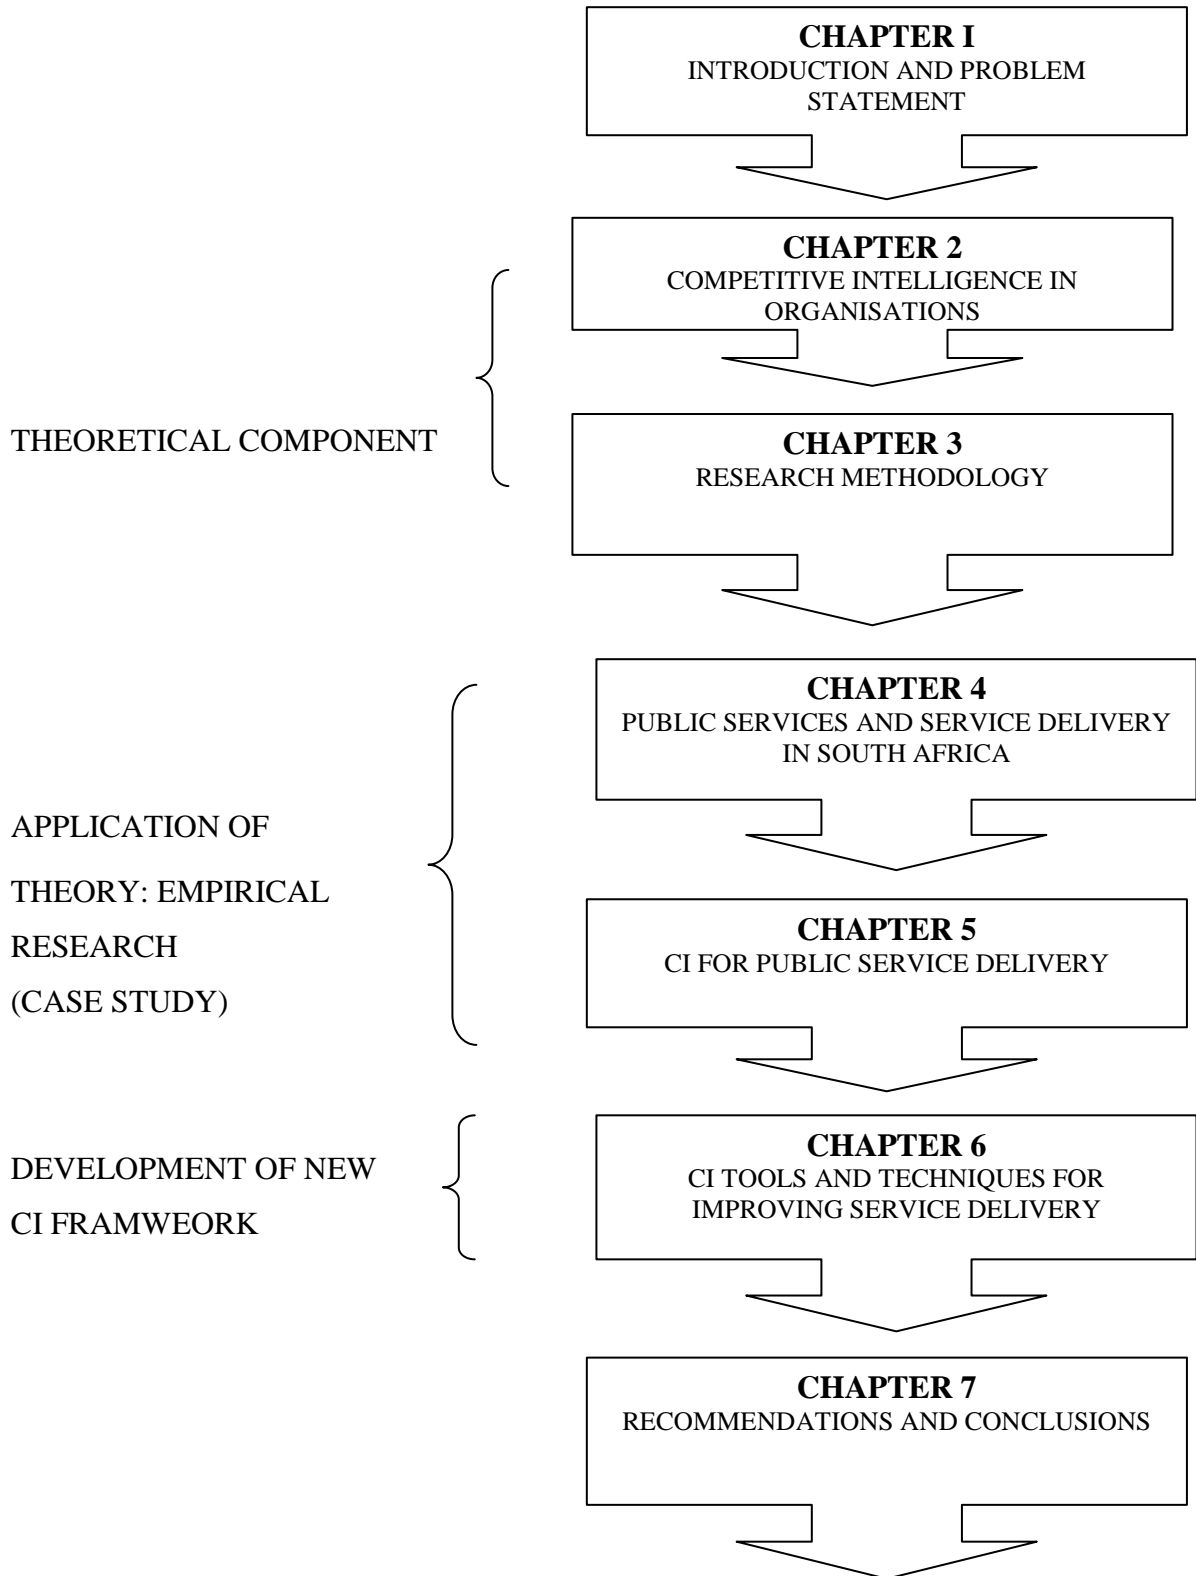 CHAPTER I
INTRODUCTION AND PROBLEM
STATEMENT
CHAPTER 2
COMPETITIVE INTELLIGENCE IN
ORGANISATIONS
THEORETICAL COMPONENT
CHAPTER 3
RESEARCH METHODOLOGY
CHAPTER 4
PUBLIC SERVICES AND SERVICE DELIVERY
IN SOUTH AFRICA
APPLICATION OF
THEORY: EMPIRICAL
RESEARCH
(CASE STUDY)
CHAPTER 5
CI FOR PUBLIC SERVICE DELIVERY
DEVELOPMENT OF NEW
CI FRAMWEORK
CHAPTER 6
CI TOOLS AND TECHNIQUES FOR
IMPROVING SERVICE DELIVERY
CHAPTER 7
RECOMMENDATIONS AND CONCLUSIONS